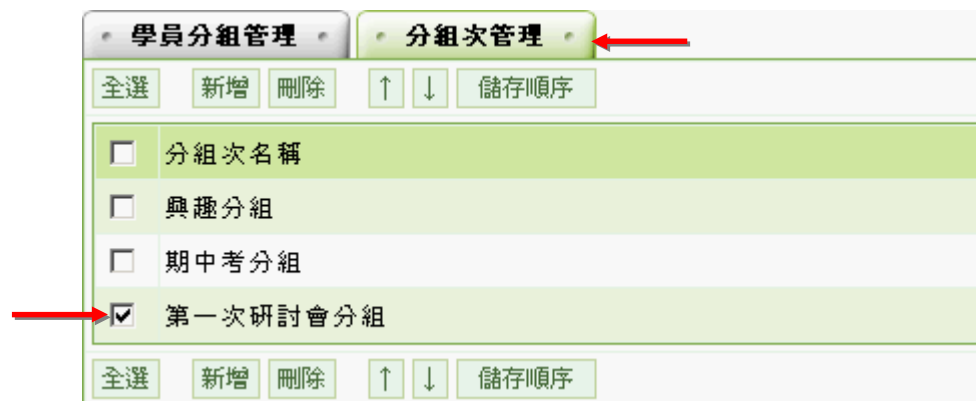 學員分組管理 分組次管理
全選 新增 刪除 ↑ ↓ 儲存順序
分組次名稱
興趣分組
期中考分組
第一次研討會分組
全選 新增 刪除 ↑ ↓ 儲存順序